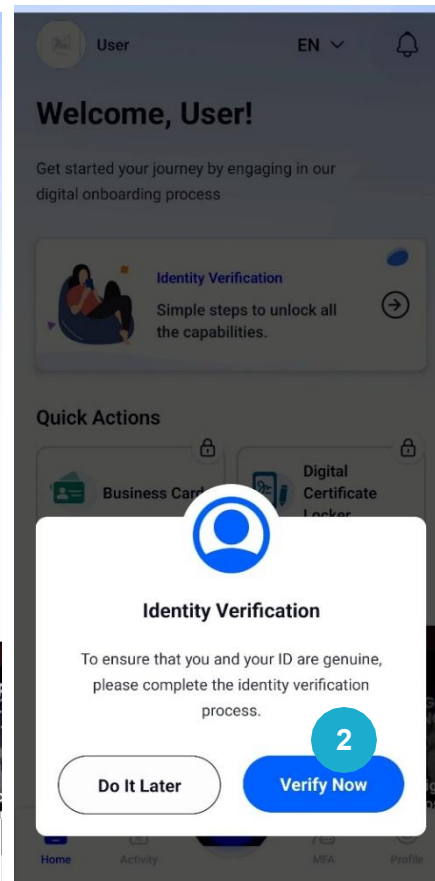 User EN
Welcome, User!
Get started your journey by engaging in our
digital onboarding process
Identity Verification
Simple steps to unlock all
the capabilities.
Quick Actions
Business Card
Digital
Certificate
Locker
Identity Verification
To ensure that you and your ID are genuine,
please complete the identity verification
process.
2
Do It Later Verify Now
Home Activity MFA Profile